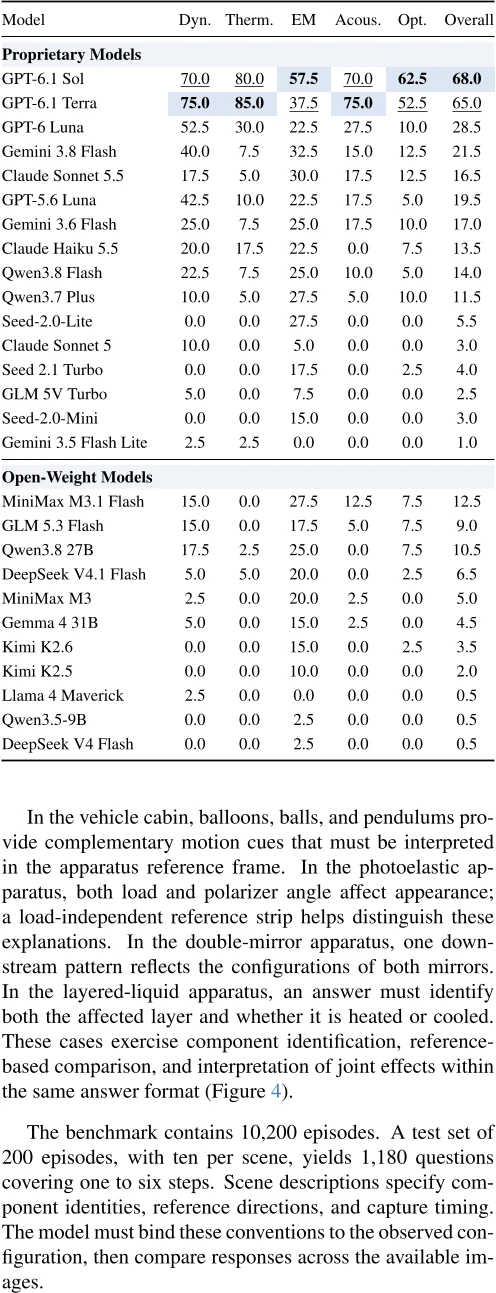 Model Dyn. Therm. EM Acous. Opt. Overall
Proprietary Models
GPT-6.1 Sol 70.0 80.0 57.5 70.0 62.5 68.0
GPT-6.1 Terra 75.0 85.0 37.5 75.0 52.5 65.0
GPT-6 Luna 52.5 30.0 22.5 27.5 10.0 28.5
Gemini 3.8 Flash 40.0 7.5 32.5 15.0 12.5 21.5
Claude Sonnet 5.5 17.5 5.0 30.0 17.5 12.5 16.5
GPT-5.6 Luna 42.5 10.0 22.5 17.5 5.0 19.5
Gemini 3.6 Flash 25.0 7.5 25.0 17.5 10.0 17.0
Claude Haiku 5.5 20.0 17.5 22.5 0.0 7.5 13.5
Qwen3.8 Flash 22.5 7.5 25.0 10.0 5.0 14.0
Qwen3.7 Plus 10.0 5.0 27.5 5.0 10.0 11.5
Seed-2.0-Lite 0.0 0.0 27.5 0.0 0.0 5.5
Claude Sonnet 5 10.0 0.0 5.0 0.0 0.0 3.0
Seed 2.1 Turbo 0.0 0.0 17.5 0.0 2.5 4.0
GLM 5V Turbo 5.0 0.0 7.5 0.0 0.0 2.5
Seed-2.0-Mini 0.0 0.0 15.0 0.0 0.0 3.0
Gemini 3.5 Flash Lite 2.5 2.5 0.0 0.0 0.0 1.0
Open-Weight Models
MiniMax M3.1 Flash 15.0 0.0 27.5 12.5 7.5 12.5
GLM 5.3 Flash 15.0 0.0 17.5 5.0 7.5 9.0
Qwen3.8 27B 17.5 2.5 25.0 0.0 7.5 10.5
DeepSeek V4.1 Flash 5.0 5.0 20.0 0.0 2.5 6.5
MiniMax M3 2.5 0.0 20.0 2.5 0.0 5.0
Gemma 4 31B 5.0 0.0 15.0 2.5 0.0 4.5
Kimi K2.6 0.0 0.0 15.0 0.0 2.5 3.5
Kimi K2.5 0.0 0.0 10.0 0.0 0.0 2.0
Llama 4 Maverick 2.5 0.0 0.0 0.0 0.0 0.5
Qwen3.5-9B 0.0 0.0 2.5 0.0 0.0 0.5
DeepSeek V4 Flash 0.0 0.0 2.5 0.0 0.0 0.5
In the vehicle cabin, balloons, balls, and pendulums pro-
vide complementary motion cues that must be interpreted
in the apparatus reference frame. In the photoelastic ap-
paratus, both load and polarizer angle affect appearance;
a load-independent reference strip helps distinguish these
explanations. In the double-mirror apparatus, one down-
stream pattern reflects the configurations of both mirrors.
In the layered-liquid apparatus, an answer must identify
both the affected layer and whether it is heated or cooled.
These cases exercise component identification, reference-
based comparison, and interpretation of joint effects within
the same answer format (Figure 4).
The benchmark contains 10,200 episodes. A test set of
200 episodes, with ten per scene, yields 1,180 questions
covering one to six steps. Scene descriptions specify com-
ponent identities, reference directions, and capture timing.
The model must bind these conventions to the observed con-
figuration, then compare responses across the available im-
ages.